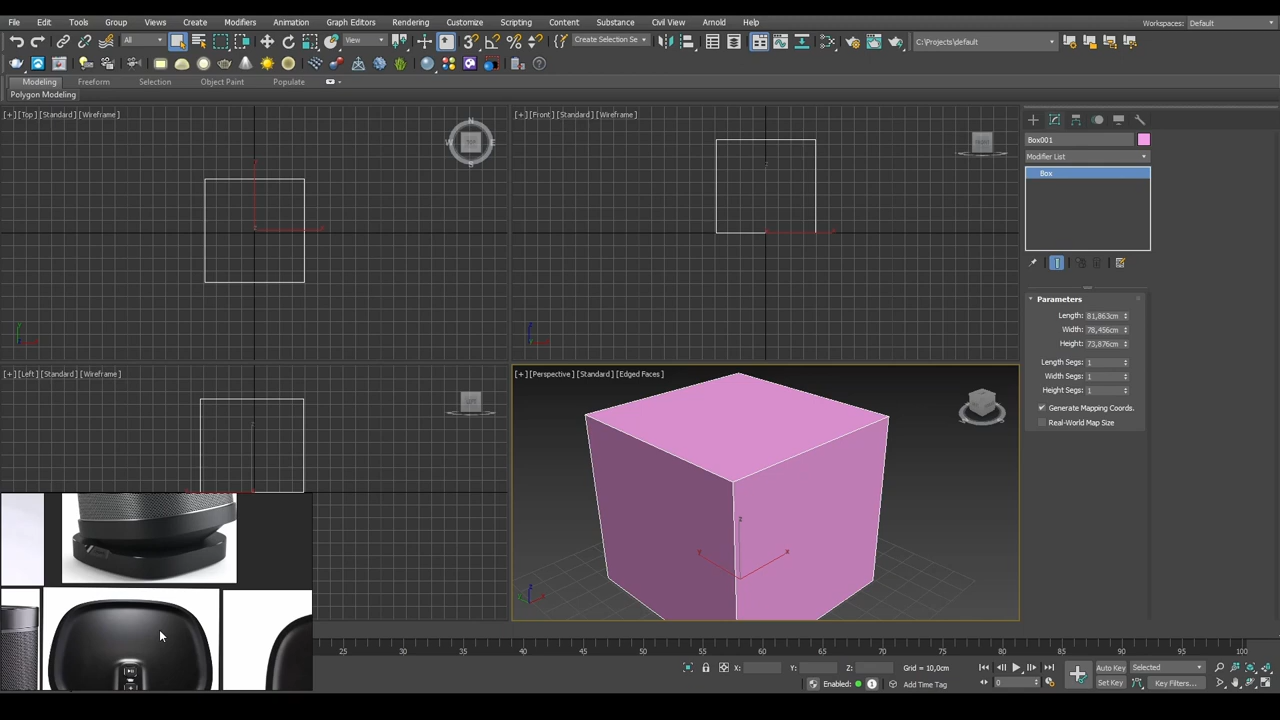 File Edit Tools Group Views Create Modifiers Animation Graph Editors Rendering Customize Scripting Content Substance Civil View Arnold Help
Workspaces: Default
All
View
Create Selection Se
C:\Projects\default
Modeling Freeform Selection Object Paint Populate
Polygon Modeling
[+] [Top] [Standard] [Wireframe]
[+] [Front] [Standard] [Wireframe]
N
W TOP E
S
Box001
Modifier List
Box
Parameters
Length: 81,863cm
Width: 78,456cm
Height: 73,876cm
Length Segs: 1
Width Segs: 1
Height Segs: 1
Generate Mapping Coords.
Real-World Map Size
[+] [Left] [Standard] [Wireframe]
[+] [Perspective] [Standard] [Edged Faces]
25 30 35 40 45 50 55 60 65 70 75 80 85 90 95 100
X: Y: Z: Grid = 10,0cm
Auto Key Selected
Enabled: 1 Add Time Tag
0
Set Key Key Filters...